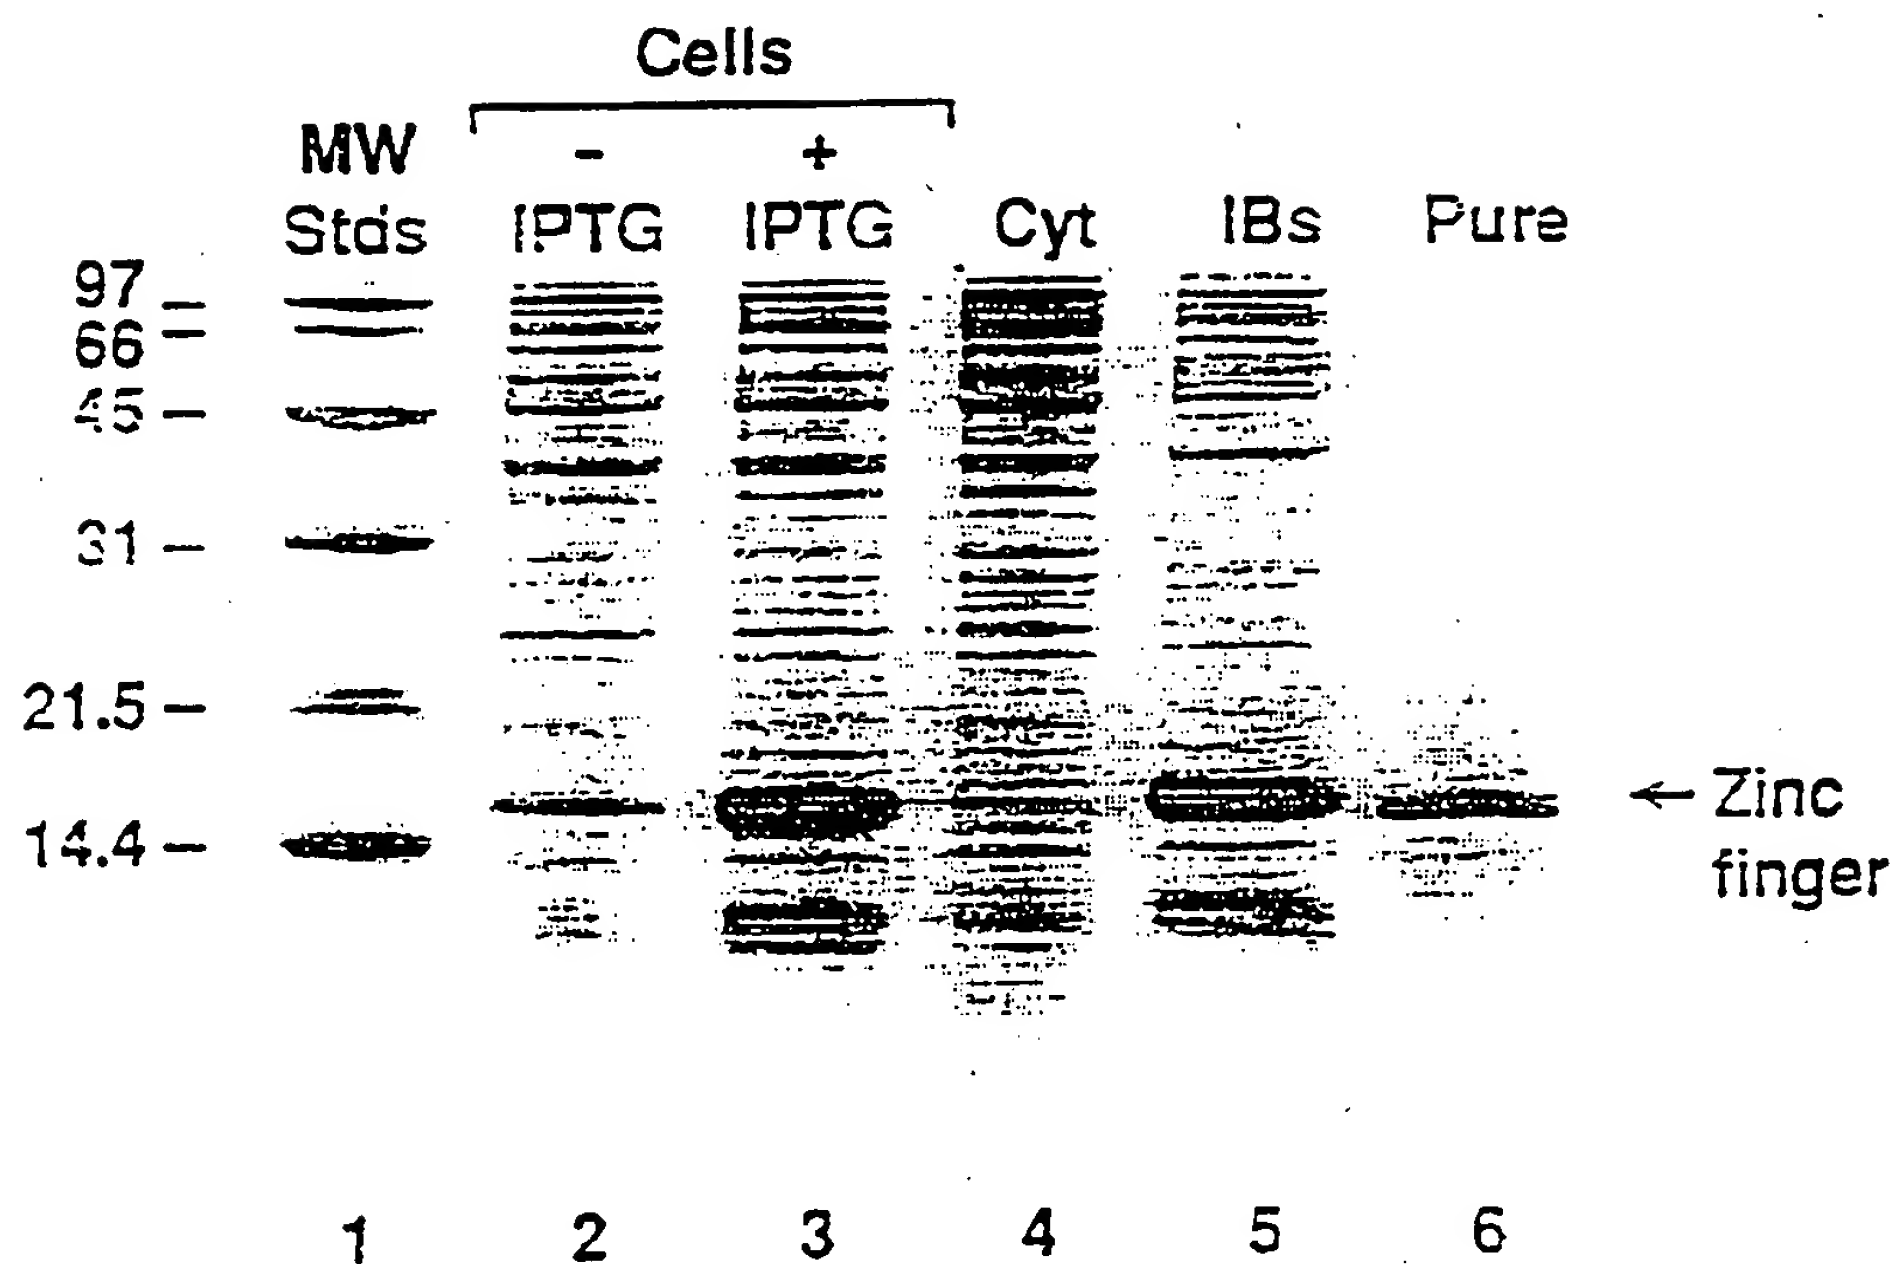 Cells
MW - +
Stds IPTG IPTG Cyt IBs Pure
97
66
45
31
21.5
14.4
← Zinc
finger
1 2 3 4 5 6